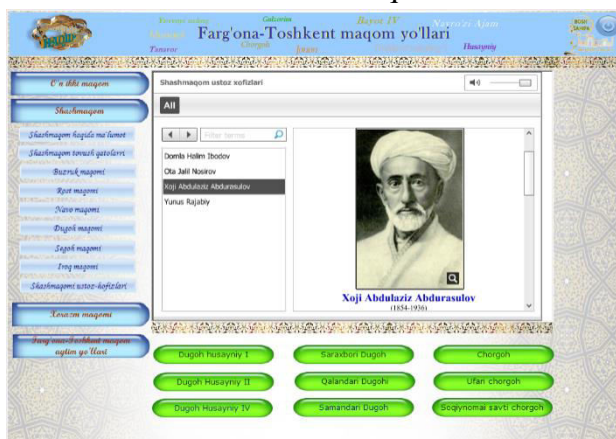 Farg'ona-Toshkent maqom yo'llari
Bayot IV
Chorgoh
Husayniy
O'n ikki maqom
Shashmaqom
Shashmaqom haqida ma'lumot
Shashmaqom tovush qatorlari
Buzruk maqomi
Rost maqomi
Navo maqomi
Dugoh maqomi
Segoh maqomi
Iroq maqomi
Shashmaqomi ustoz-hofizlari
Xorazm maqomi
Farg'ona-Toshkent maqom
aytim yo'llari
Shashmaqom ustoz xofizlari
All
Filter terms
Domla Halim Ibodov
Ota Jalil Nosirov
Xoji Abdulaziz Abdurasulov
Yunus Rajabiy
Xoji Abdulaziz Abdurasulov
(1854-1936)
Dugoh husayniy I
Saraxbori Dugoh
Chorgoh
Dugoh Husayniy II
Qalandari Dugohi
Ufari chorgoh
Dugoh Husayniy IV
Samandari Dugoh
Soqiynomai savti chorgoh